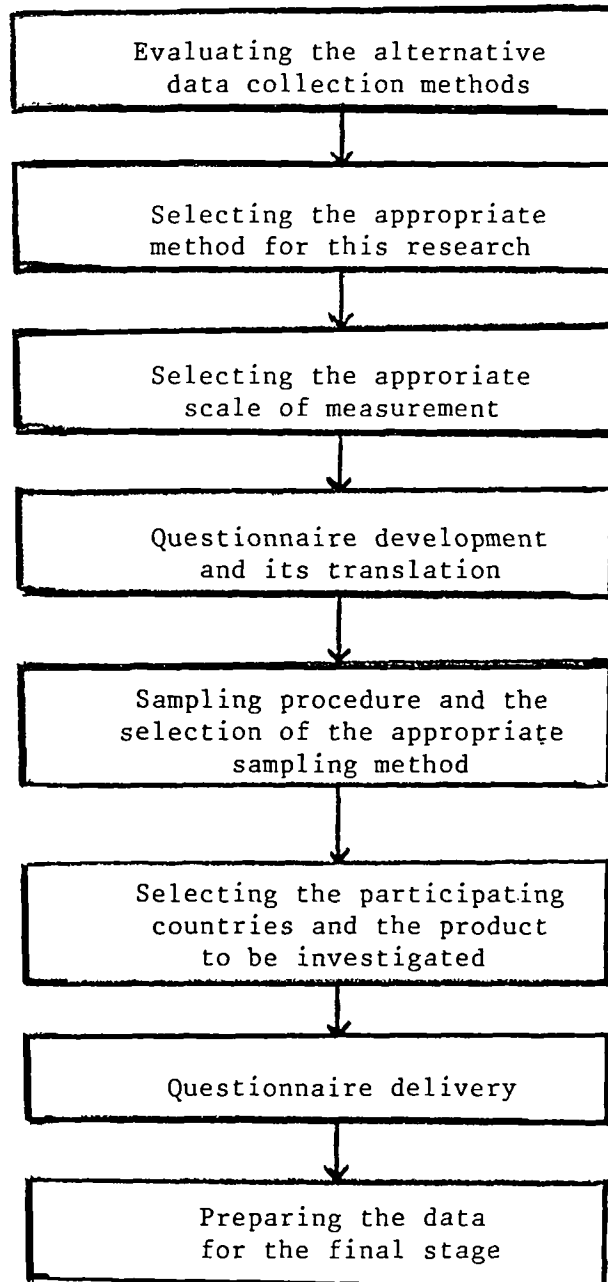 Evaluating the alternative
data collection methods
Selecting the appropriate
method for this research
Selecting the approriate
scale of measurement
Questionnaire development
and its translation
Sampling procedure and the
selection of the appropriate
sampling method
Selecting the participating
countries and the product
to be investigated
Questionnaire delivery
Preparing the data
for the final stage